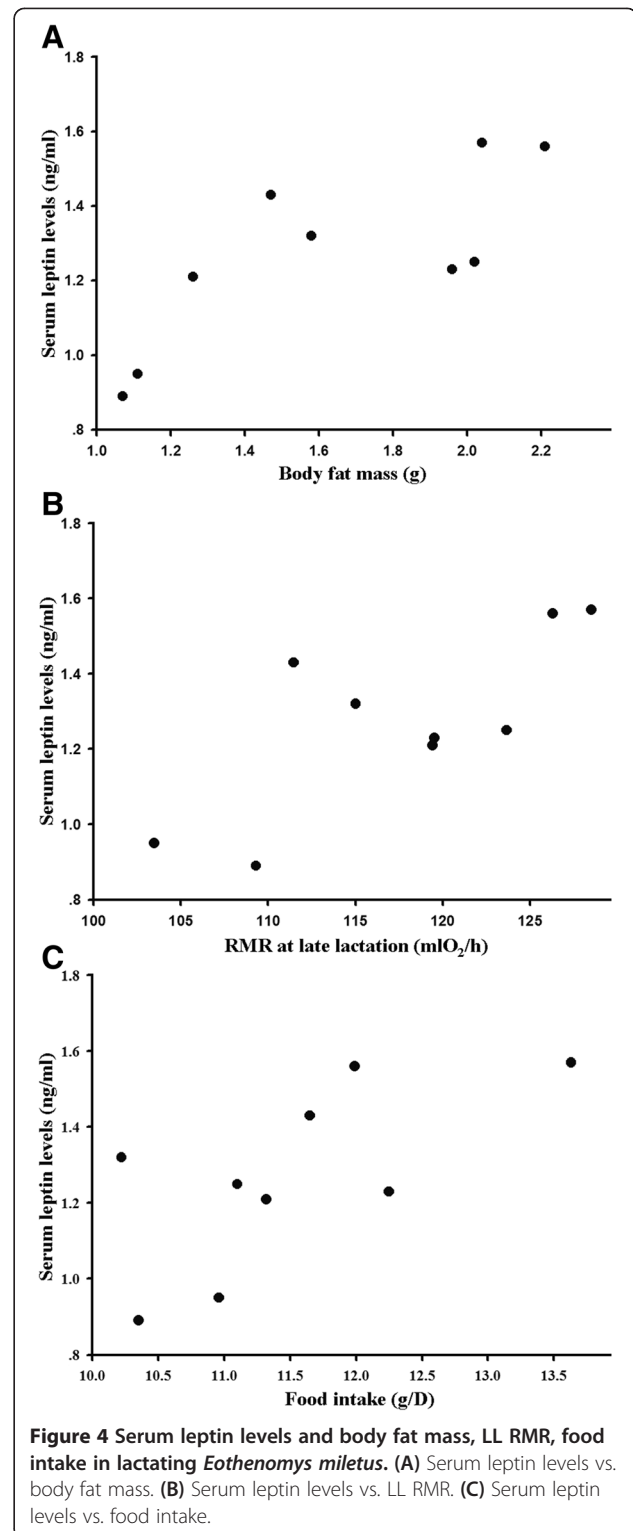 A
1.8
1.6
1.4
1.2
1.0
.8
Serum leptin levels (ng/ml)
1.0 1.2 1.4 1.6 1.8 2.0 2.2
Body fat mass (g)
B
1.8
1.6
1.4
1.2
1.0
.8
Serum leptin levels (ng/ml)
100 105 110 115 120 125
RMR at late lactation (mlO₂/h)
C
1.8
1.6
1.4
1.2
1.0
.8
Serum leptin levels (ng/ml)
10.0 10.5 11.0 11.5 12.0 12.5 13.0 13.5
Food intake (g/D)
Figure 4 Serum leptin levels and body fat mass, LL RMR, food
intake in lactating Eothenomys miletus. (A) Serum leptin levels vs.
body fat mass. (B) Serum leptin levels vs. LL RMR. (C) Serum leptin
levels vs. food intake.